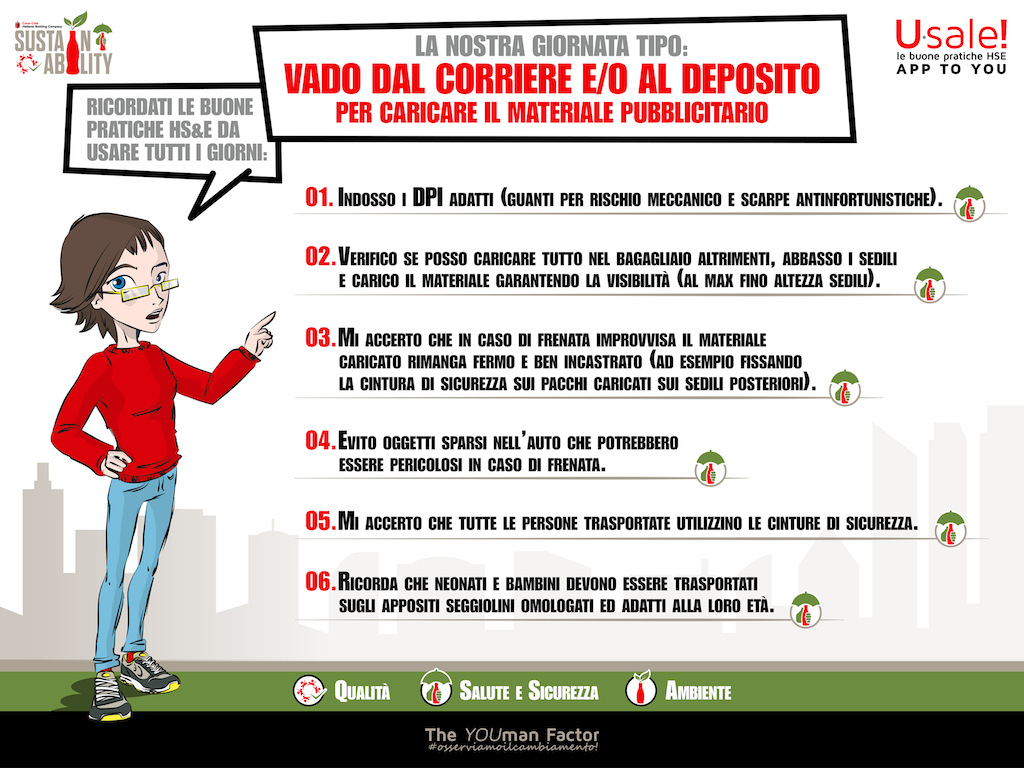 Coca-Cola
Hellenic Bottling Company
SUSTAIN
ABILITY
U·sale!
le buone pratiche HSE
APP TO YOU
LA NOSTRA GIORNATA TIPO:
VADO DAL CORRIERE E/O AL DEPOSITO
PER CARICARE IL MATERIALE PUBBLICITARIO
RICORDATI LE BUONE
PRATICHE HS&E DA
USARE TUTTI I GIORNI:
01. Indosso i DPI adatti (guanti per rischio meccanico e scarpe antinfortunistiche).
02. Verifico se posso caricare tutto nel bagagliaio altrimenti, abbasso i sedili
e carico il materiale garantendo la visibilità (al max fino altezza sedili).
03. Mi accerto che in caso di frenata improvvisa il materiale
caricato rimanga fermo e ben incastrato (ad esempio fissando
la cintura di sicurezza sui pacchi caricati sui sedili posteriori).
04. Evito oggetti sparsi nell'auto che potrebbero
essere pericolosi in caso di frenata.
05. Mi accerto che tutte le persone trasportate utilizzino le cinture di sicurezza.
06. Ricorda che neonati e bambini devono essere trasportati
sugli appositi seggiolini omologati ed adatti alla loro età.
Qualità
Salute e Sicurezza
Ambiente
The YOUman Factor
#osserviamoilcambiamento!